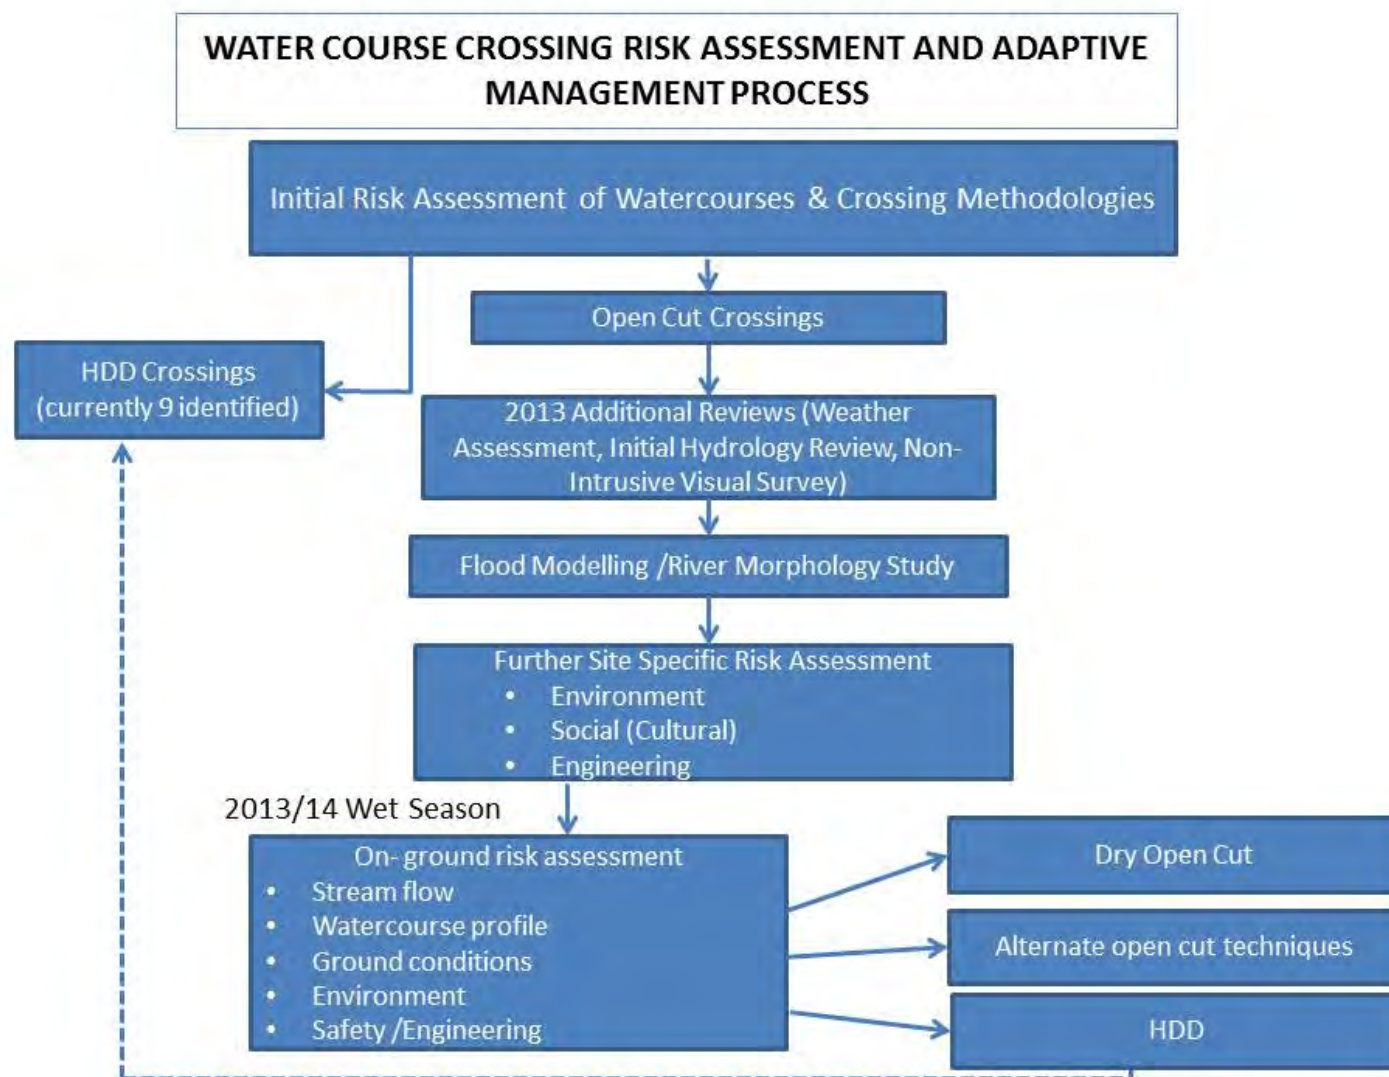 WATER COURSE CROSSING RISK ASSESSMENT AND ADAPTIVE
MANAGEMENT PROCESS
Initial Risk Assessment of Watercourses & Crossing Methodologies
Open Cut Crossings
HDD Crossings
(currently 9 identified)
2013 Additional Reviews (Weather
Assessment, Initial Hydrology Review, Non-
Intrusive Visual Survey)
Flood Modelling /River Morphology Study
Further Site Specific Risk Assessment
• Environment
• Social (Cultural)
• Engineering
2013/14 Wet Season
On- ground risk assessment
• Stream flow
• Watercourse profile
• Ground conditions
• Environment
• Safety /Engineering
Dry Open Cut
Alternate open cut techniques
HDD